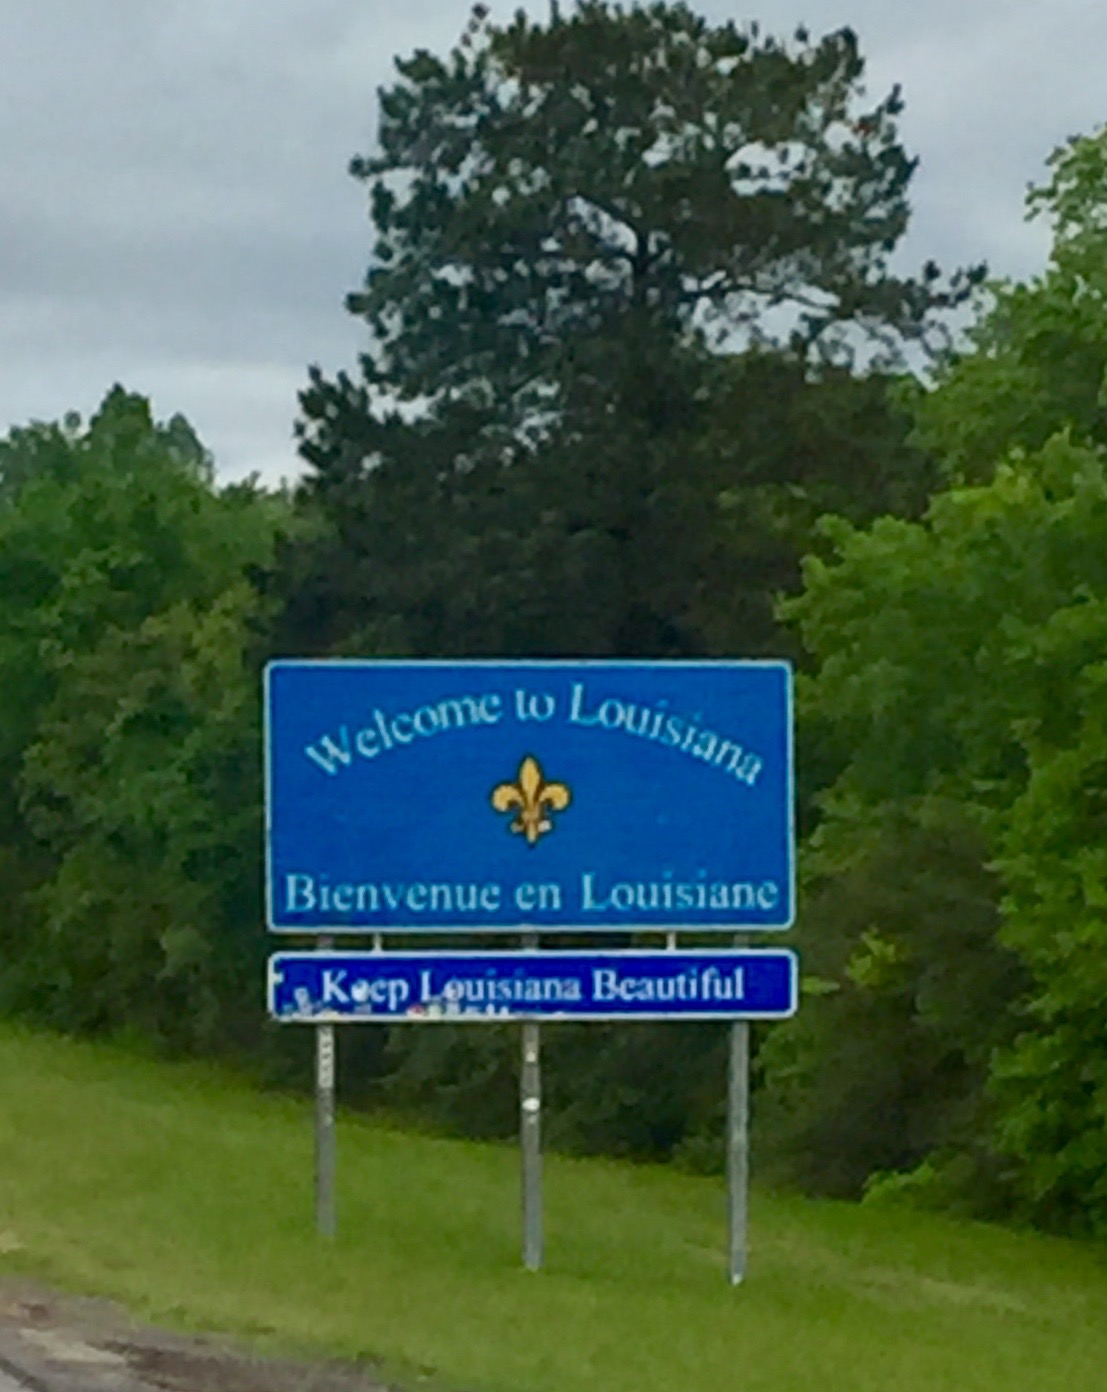 Welcome to Louisiana
Bienvenue en Louisiane
Keep Louisiana Beautiful